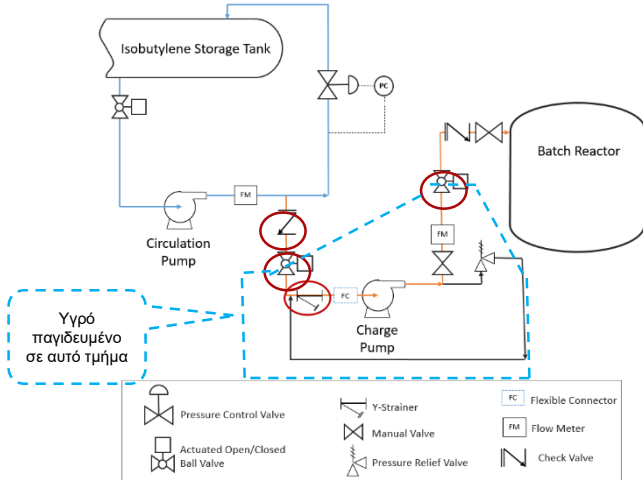 Isobutylene Storage Tank
PC
Batch Reactor
FM
Circulation
Pump
FM
Υγρό
παγιδευμένο
σε αυτό τμήμα
FC
Charge
Pump
Pressure Control Valve
Actuated Open/Closed
Ball Valve
Y-Strainer
Manual Valve
Pressure Relief Valve
FC
Flexible Connector
FM
Flow Meter
Check Valve